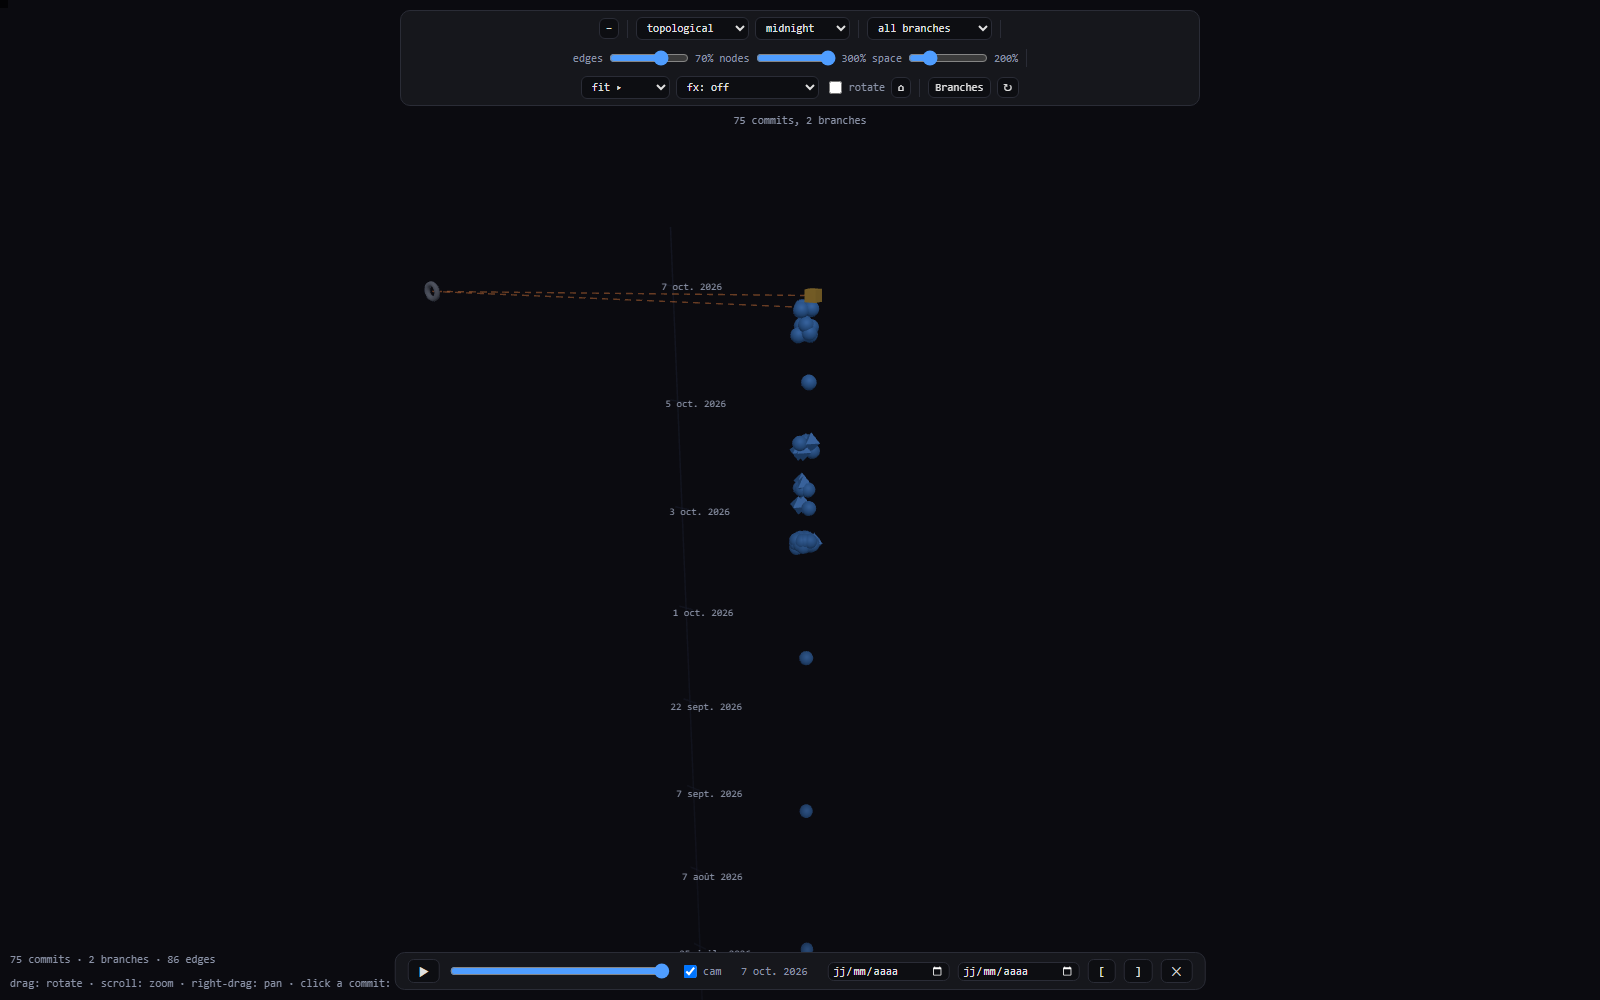 − topological midnight all branches
edges 70% nodes 300% space 200%
fit ▸ fx: off rotate ⌂ Branches ↻
75 commits, 2 branches
7 oct. 2026
5 oct. 2026
3 oct. 2026
1 oct. 2026
22 sept. 2026
7 sept. 2026
7 août 2026
75 commits · 2 branches · 86 edges
drag: rotate · scroll: zoom · right-drag: pan · click a commit:
▶ cam 7 oct. 2026 jj/mm/aaaa jj/mm/aaaa [ ] X